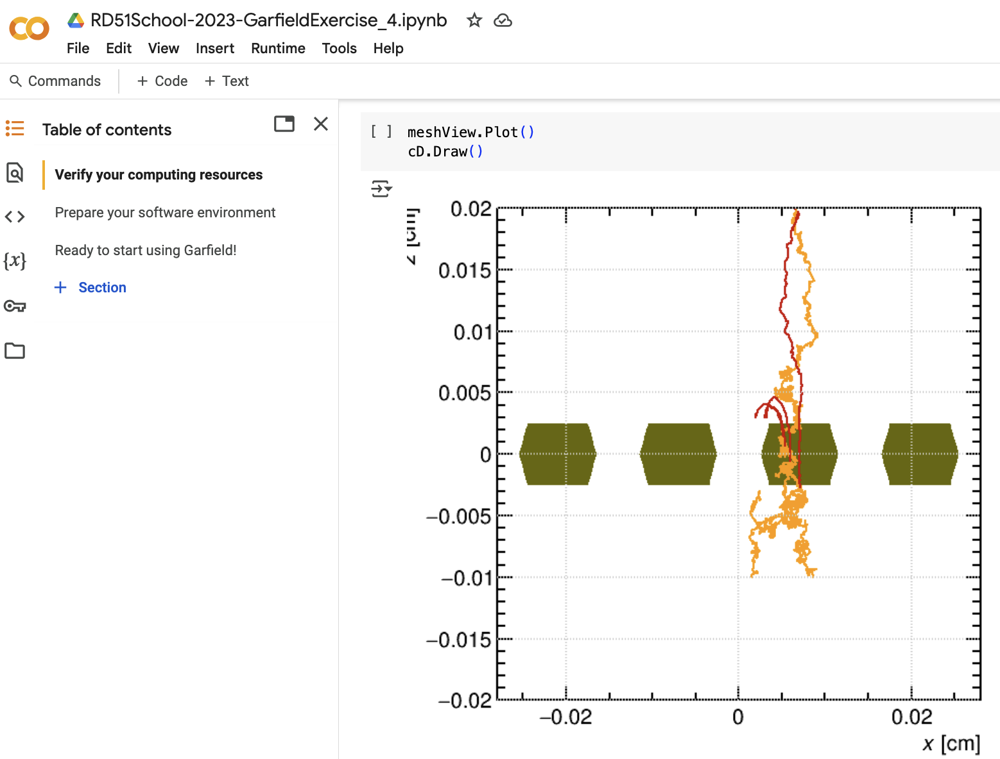 RD51School-2023-GarfieldExercise_4.ipynb
File Edit View Insert Runtime Tools Help
Commands + Code + Text
Table of contents
Verify your computing resources
Prepare your software environment
Ready to start using Garfield!
+ Section
[ ] meshView.Plot()
cD.Draw()
z [cm]
0.02
0.015
0.01
0.005
0
−0.005
−0.01
−0.015
−0.02
−0.02 0 0.02
x [cm]